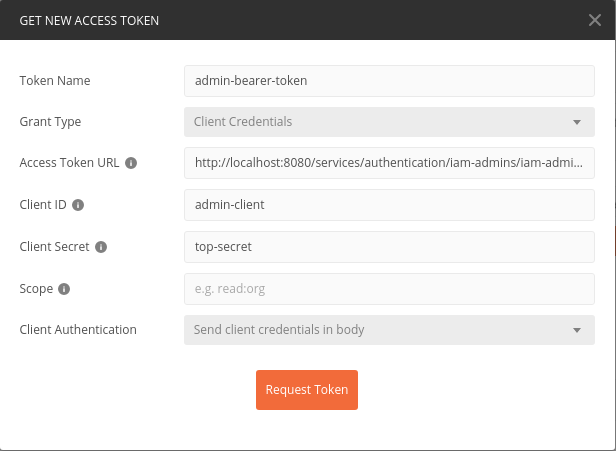 GET NEW ACCESS TOKEN
Token Name admin-bearer-token
Grant Type Client Credentials
Access Token URL http://localhost:8080/services/authentication/iam-admins/iam-admi...
Client ID admin-client
Client Secret top-secret
Scope e.g. read:org
Client Authentication Send client credentials in body
Request Token